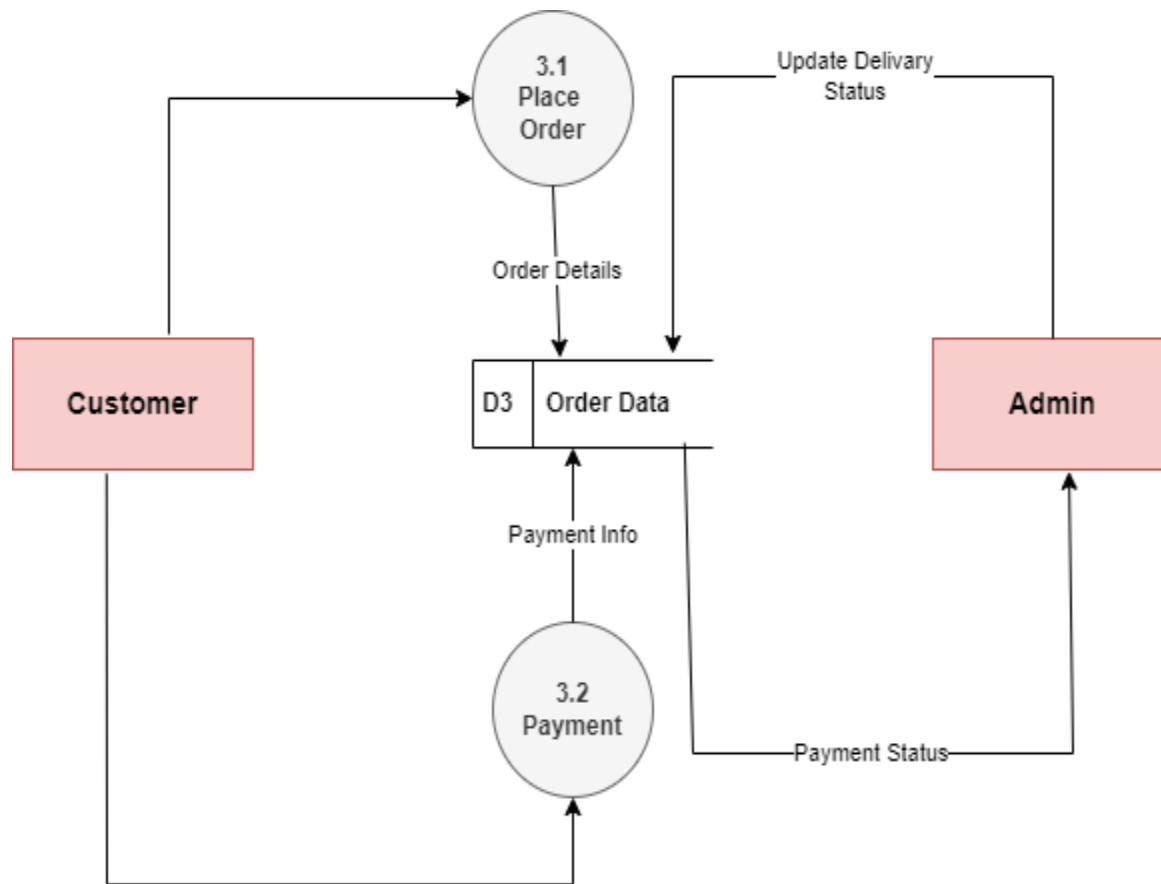 3.1
Place
Order
Update Delivary
Status
Order Details
Customer
D3
Order Data
Admin
Payment Info
3.2
Payment
Payment Status